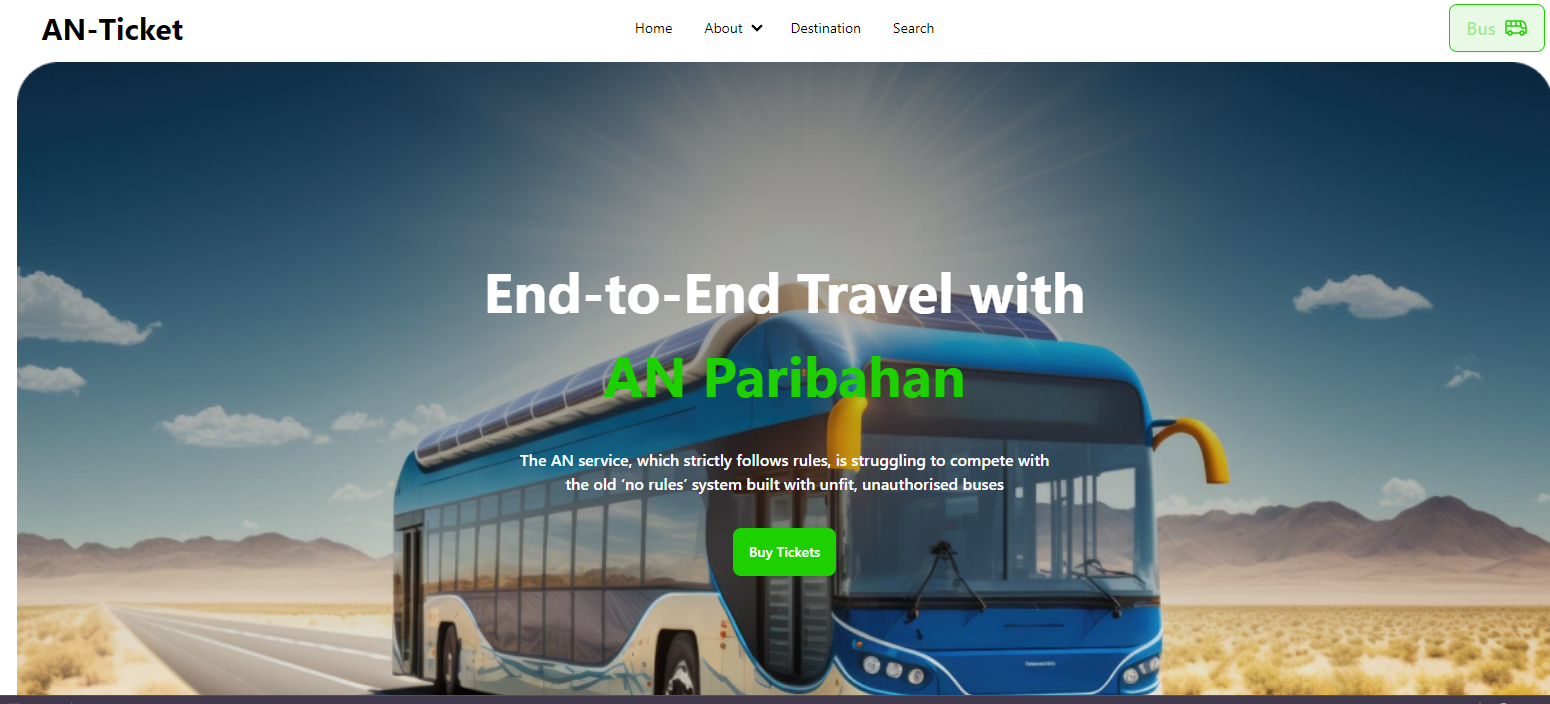 AN-Ticket
Home
About
Destination
Search
Bus
End-to-End Travel with
AN Paribahan
The AN service, which strictly follows rules, is struggling to compete with
the old ‘no rules’ system built with unfit, unauthorised buses
Buy Tickets